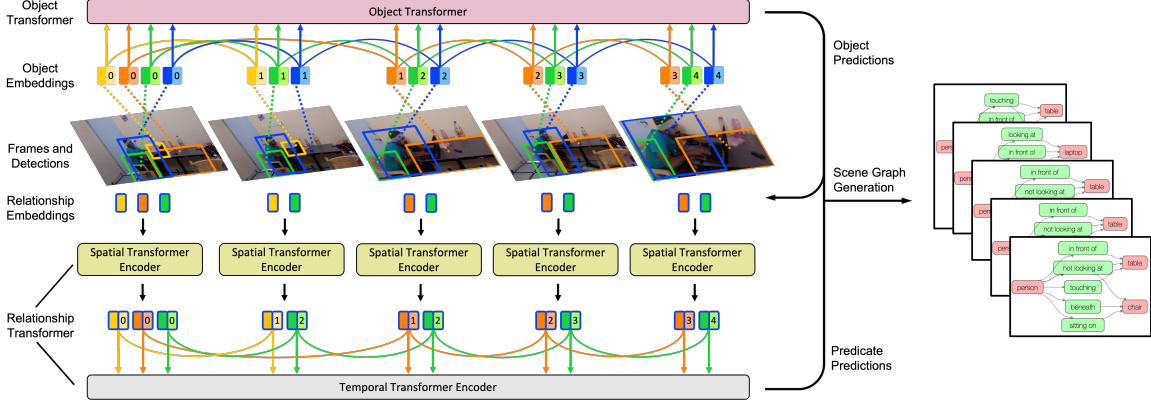 Object
Transformer
Object Transformer
Object
Embeddings
0 0 0 0
1 1 1
1 2 2
2 3 3
3 4 4
Object
Predictions
Frames and
Detections
Relationship
Embeddings
Spatial Transformer
Encoder
Spatial Transformer
Encoder
Spatial Transformer
Encoder
Spatial Transformer
Encoder
Spatial Transformer
Encoder
Relationship
Transformer
0 0 0
1 2
1 2
2 3
3 4
Temporal Transformer Encoder
Predicate
Predictions
Scene Graph
Generation
touching
table
in front of
looking at
in front of
laptop
in front of
not looking at
table
in front of
not looking at
table
in front of
not looking at
table
person
touching
beneath
chair
sitting on